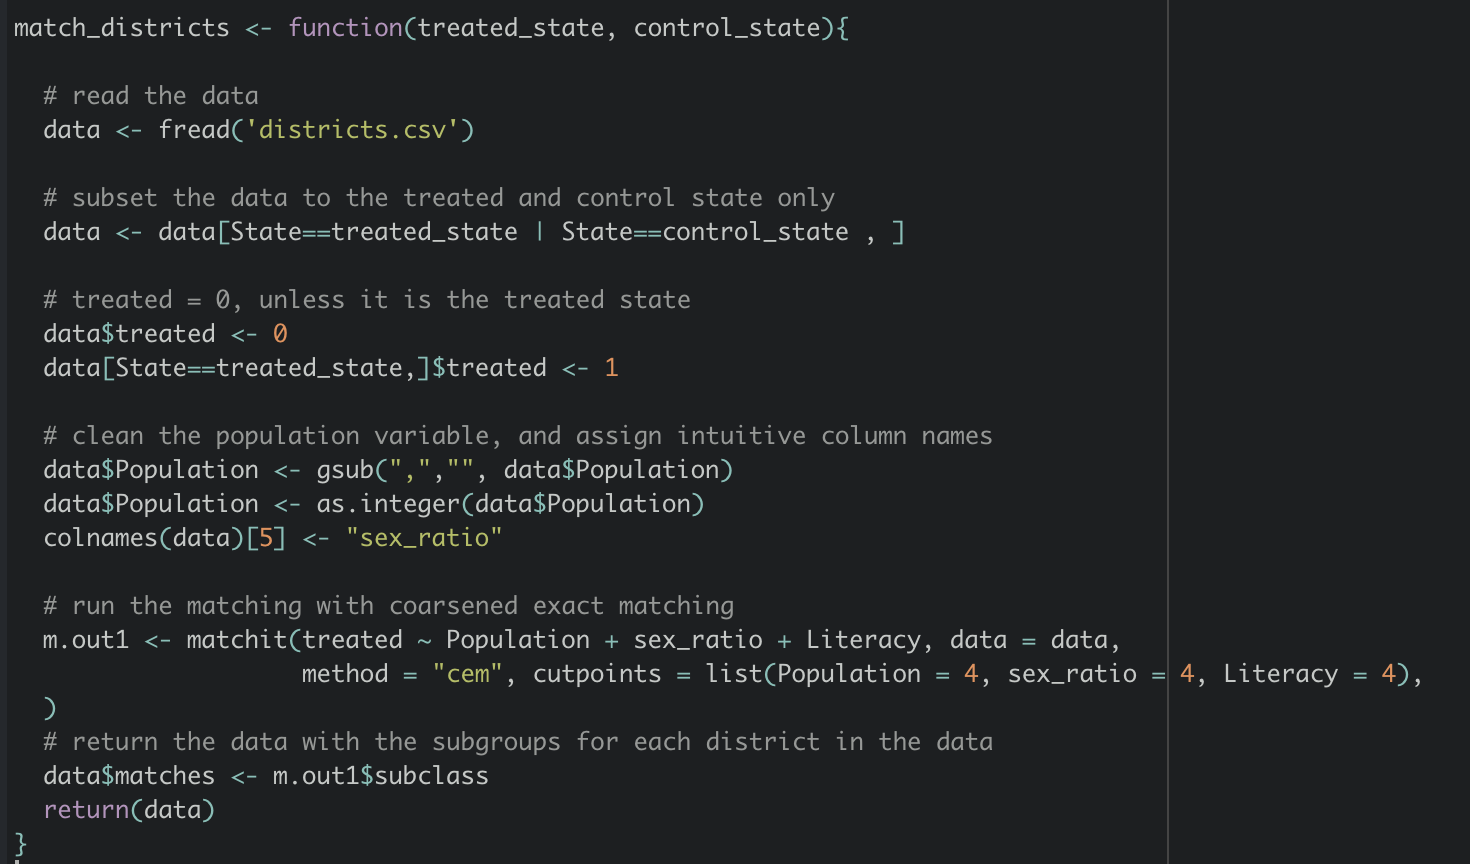 match_districts <- function(treated_state, control_state){
# read the data
data <- fread('districts.csv')
# subset the data to the treated and control state only
data <- data[State==treated_state | State==control_state , ]
# treated = 0, unless it is the treated state
data$treated <- 0
data[State==treated_state,]$treated <- 1
# clean the population variable, and assign intuitive column names
data$Population <- gsub(",","", data$Population)
data$Population <- as.integer(data$Population)
colnames(data)[5] <- "sex_ratio"
# run the matching with coarsened exact matching
m.out1 <- matchit(treated ~ Population + sex_ratio + Literacy, data = data,
method = "cem", cutpoints = list(Population = 4, sex_ratio = 4, Literacy = 4),
)
# return the data with the subgroups for each district in the data
data$matches <- m.out1$subclass
return(data)
}